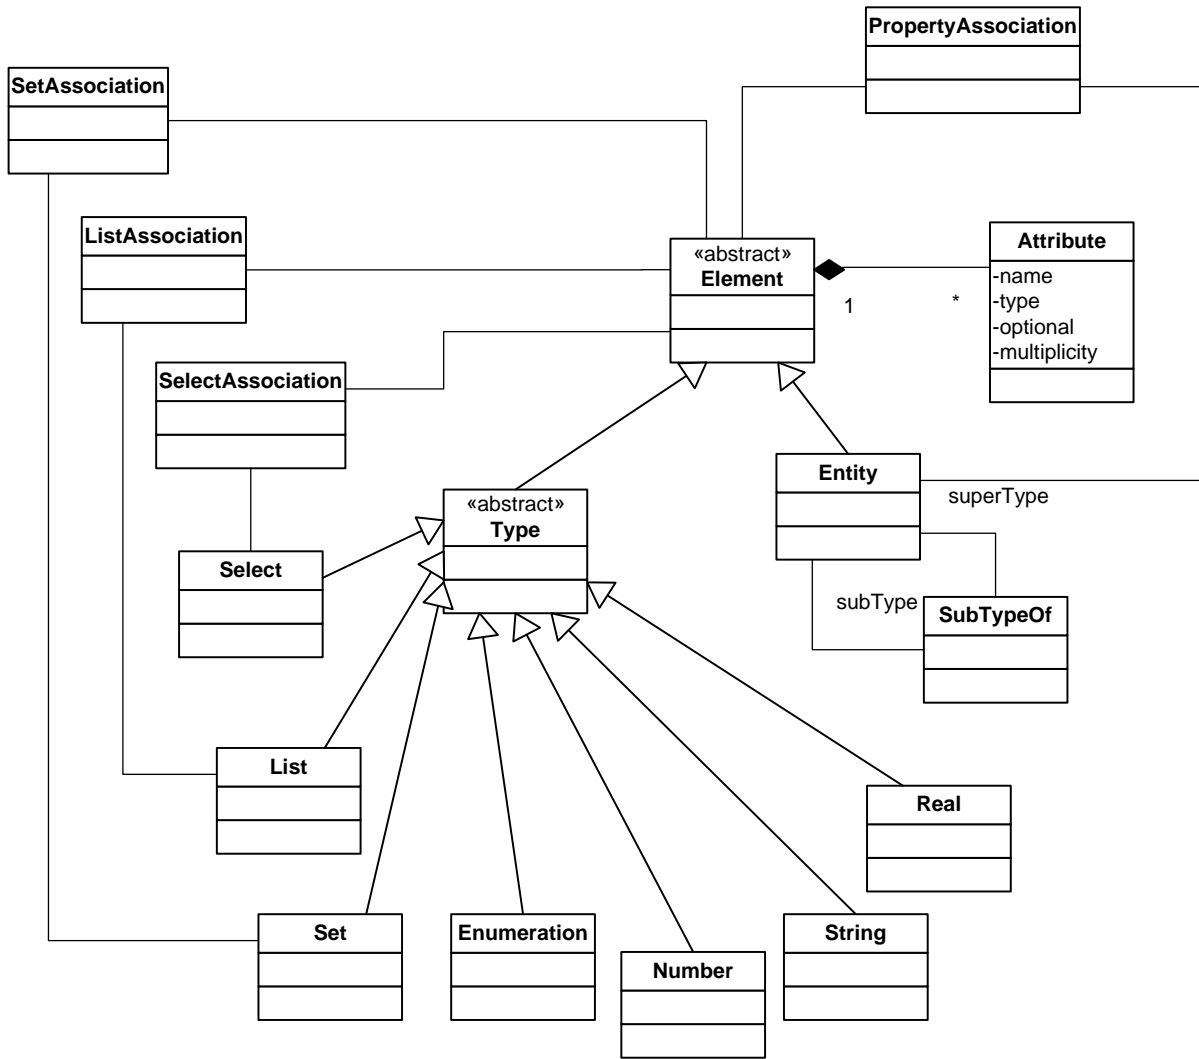 PropertyAssociation
SetAssociation
ListAssociation
«abstract»
Element
1
*
Attribute
-name
-type
-optional
-multiplicity
SelectAssociation
Entity
superType
«abstract»
Type
Select
subType
SubTypeOf
List
Real
Set
Enumeration
String
Number